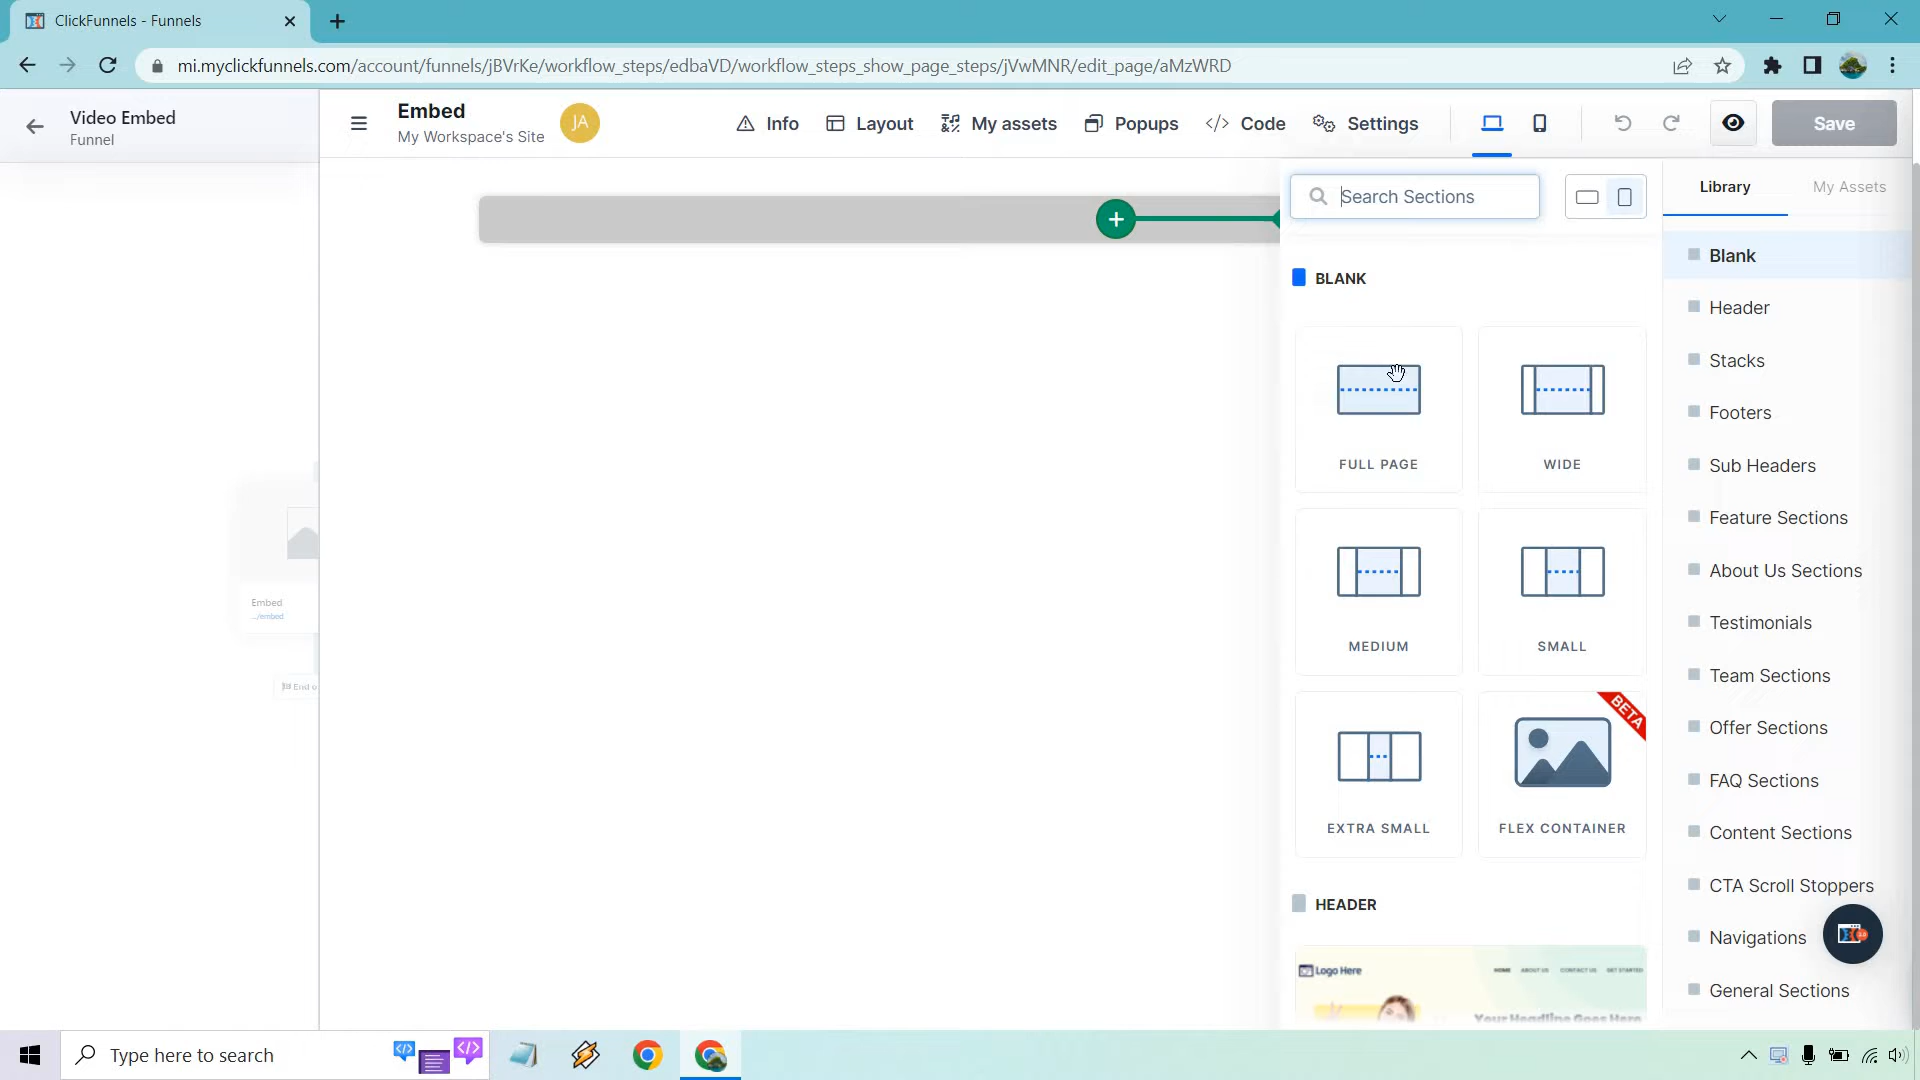 ClickFunnels - Funnels
mi.myclickfunnels.com/account/funnels/jBVrKe/workflow_steps/edbaVD/workflow_steps_show_page_steps/jVwMNR/edit_page/aMzWRD
Video Embed
Funnel
Embed
My Workspace's Site
JA
Info
Layout
My assets
Popups
Code
Settings
Save
Search Sections
Library
My Assets
BLANK
FULL PAGE
WIDE
MEDIUM
SMALL
EXTRA SMALL
BETA
FLEX CONTAINER
HEADER
Logo Here
HOME ABOUT US CONTACT US GET STARTED
Your Headline Goes Here
Blank
Header
Stacks
Footers
Sub Headers
Feature Sections
About Us Sections
Testimonials
Team Sections
Offer Sections
FAQ Sections
Content Sections
CTA Scroll Stoppers
Navigations
General Sections
Embed
.../embed
End o
Type here to search